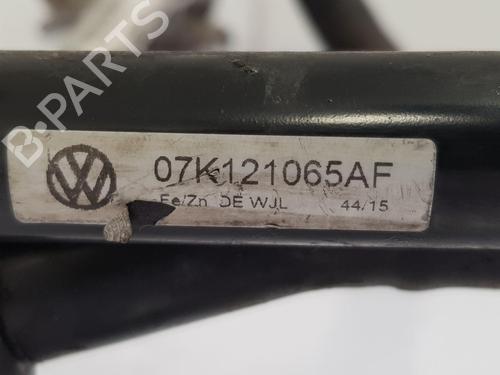 B-PARTS
07K121065AF
Fe/Zn DE WJL 44/15